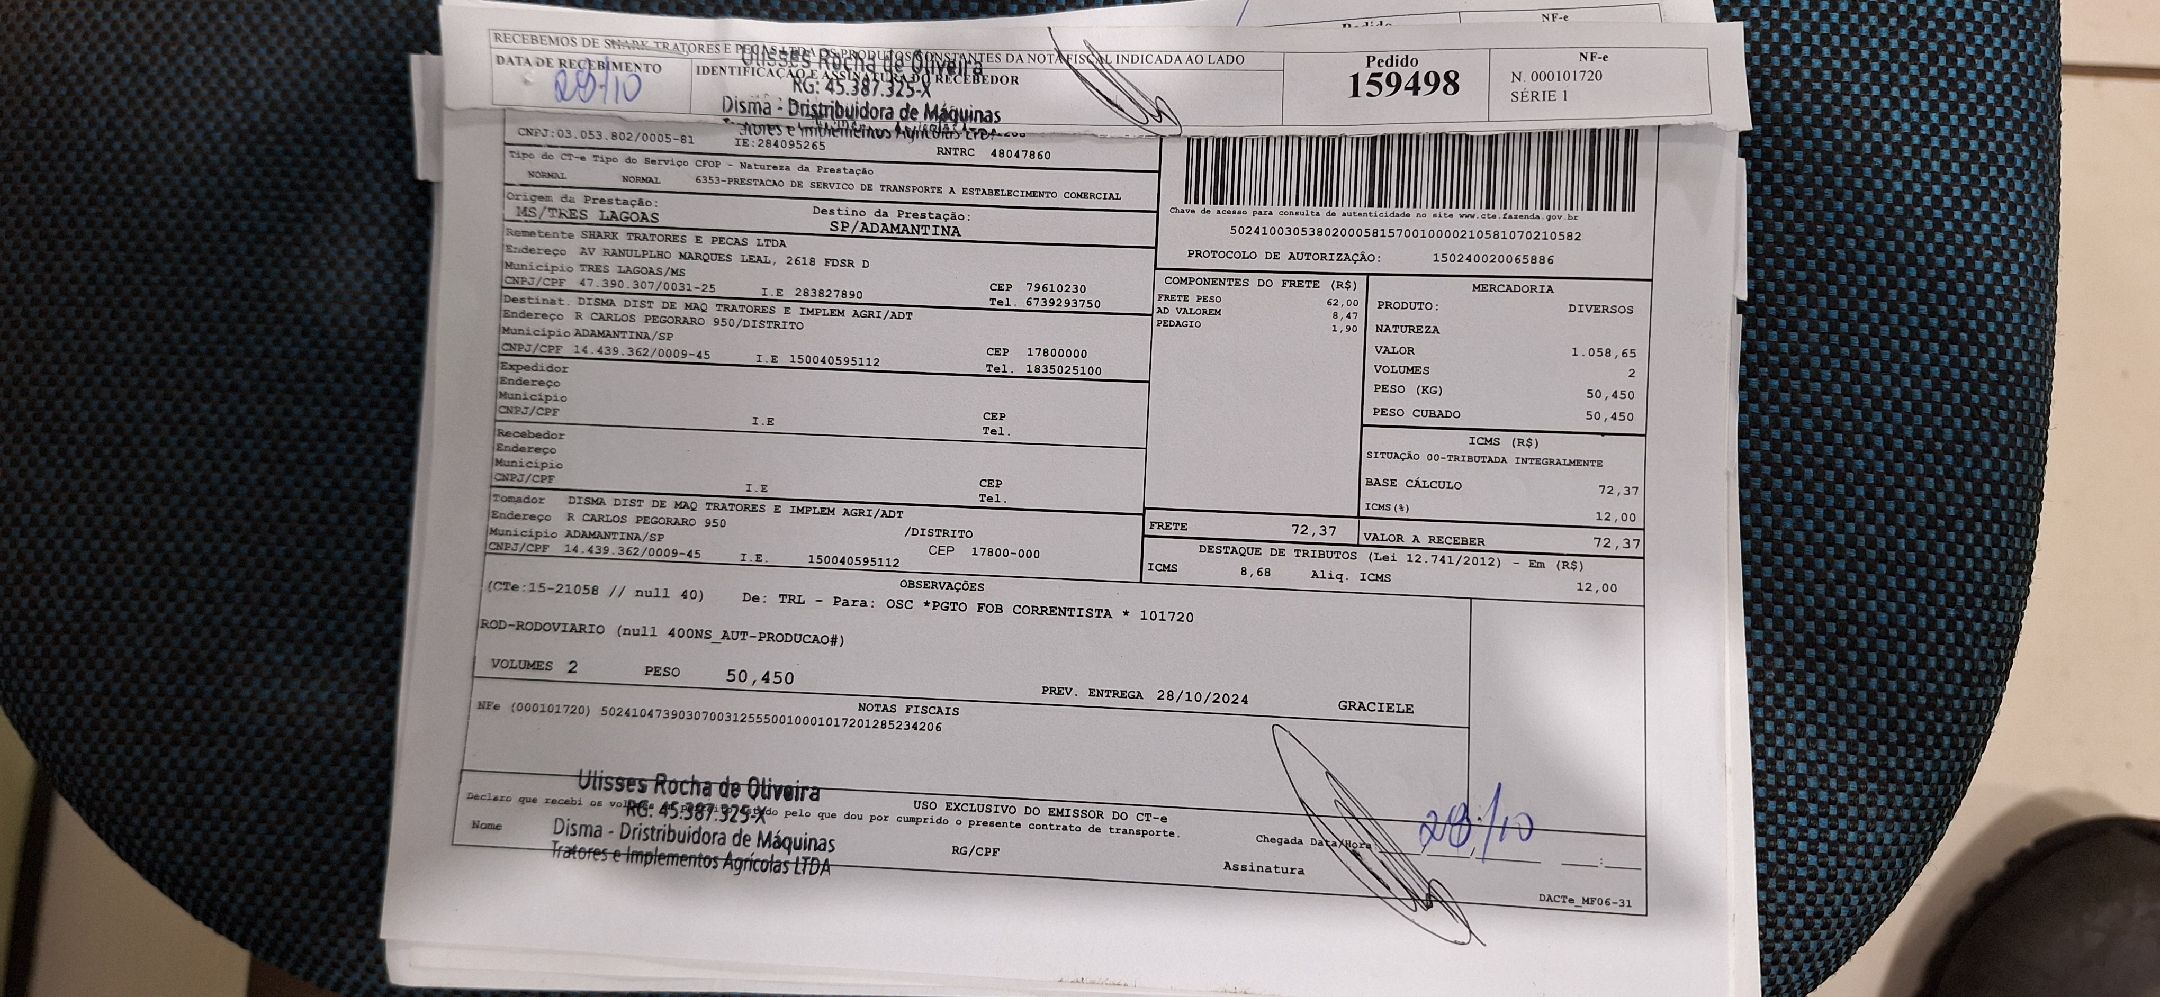 NF-e
RECEBEMOS DE SHARK TRATORES E PEÇAS LTDA OS PRODUTOS CONSTANTES DA NOTA FISCAL INDICADA AO LADO
DATA DE RECEBIMENTO
28/10
IDENTIFICAÇÃO E ASSINATURA DO RECEBEDOR
Ulisses Rocha de Oliveira
RG: 45.387.325-X
Disma - Dristribuidora de Máquinas
Pedido
159498
NF-e
N. 000101720
SÉRIE 1
CNPJ:03.053.802/0005-81
IE:284095265
RNTRC 48047860
Tipo do CT-e Tipo do Serviço CFOP - Natureza da Prestação
NORMAL NORMAL 6353-PRESTACAO DE SERVICO DE TRANSPORTE A ESTABELECIMENTO COMERCIAL
Origem da Prestação:
MS/TRES LAGOAS
Destino da Prestação:
SP/ADAMANTINA
Remetente SHARK TRATORES E PECAS LTDA
Endereço AV RANULPLHO MARQUES LEAL, 2618 FDSR D
Município TRES LAGOAS/MS
CEP 79610230
CNPJ/CPF 47.390.307/0031-25 I.E 283827890
Tel. 6739293750
Destinat. DISMA DIST DE MAQ TRATORES E IMPLEM AGRI/ADT
Endereço R CARLOS PEGORARO 950/DISTRITO
Município ADAMANTINA/SP
CEP 17800000
CNPJ/CPF 14.439.362/0009-45 I.E 150040595112
Tel. 1835025100
Expedidor
Endereço
Município
CEP
CNPJ/CPF I.E
Tel.
Recebedor
Endereço
Município
CEP
CNPJ/CPF I.E
Tel.
Tomador DISMA DIST DE MAQ TRATORES E IMPLEM AGRI/ADT
Endereço R CARLOS PEGORARO 950 /DISTRITO
Município ADAMANTINA/SP
CEP 17800-000
CNPJ/CPF 14.439.362/0009-45 I.E. 150040595112
Chave de acesso para consulta de autenticidade no site www.cte.fazenda.gov.br
50241003053802000581570010000210581070210582
PROTOCOLO DE AUTORIZAÇÃO: 150240020065886
COMPONENTES DO FRETE (R$)
FRETE PESO 62,00
AD VALOREM 8,47
PEDAGIO 1,90
MERCADORIA
PRODUTO: DIVERSOS
NATUREZA
VALOR 1.058,65
VOLUMES 2
PESO (KG) 50,450
PESO CUBADO 50,450
ICMS (R$)
SITUAÇÃO 00-TRIBUTADA INTEGRALMENTE
BASE CÁLCULO 72,37
ICMS(%) 12,00
FRETE 72,37
VALOR A RECEBER 72,37
DESTAQUE DE TRIBUTOS (Lei 12.741/2012) - Em (R$)
ICMS 8,68 Aliq. ICMS 12,00
OBSERVAÇÕES
(CTe:15-21058 // null 40) De: TRL - Para: OSC *PGTO FOB CORRENTISTA * 101720
ROD-RODOVIARIO (null 400NS_AUT-PRODUCAO#)
VOLUMES 2 PESO 50,450
PREV. ENTREGA 28/10/2024 GRACIELE
NOTAS FISCAIS
NFe (000101720) 50241047390307003125550010001017201285234206
USO EXCLUSIVO DO EMISSOR DO CT-e
Declaro que recebi os pelo que dou por cumprido o presente contrato de transporte.
Ulisses Rocha de Oliveira
RG: 45.387.325-X
Disma - Dristribuidora de Máquinas
Tratores e Implementos Agrícolas LTDA
Nome
RG/CPF
Chegada Data/Hora:
28/10
Assinatura
DACTe_MF06-31